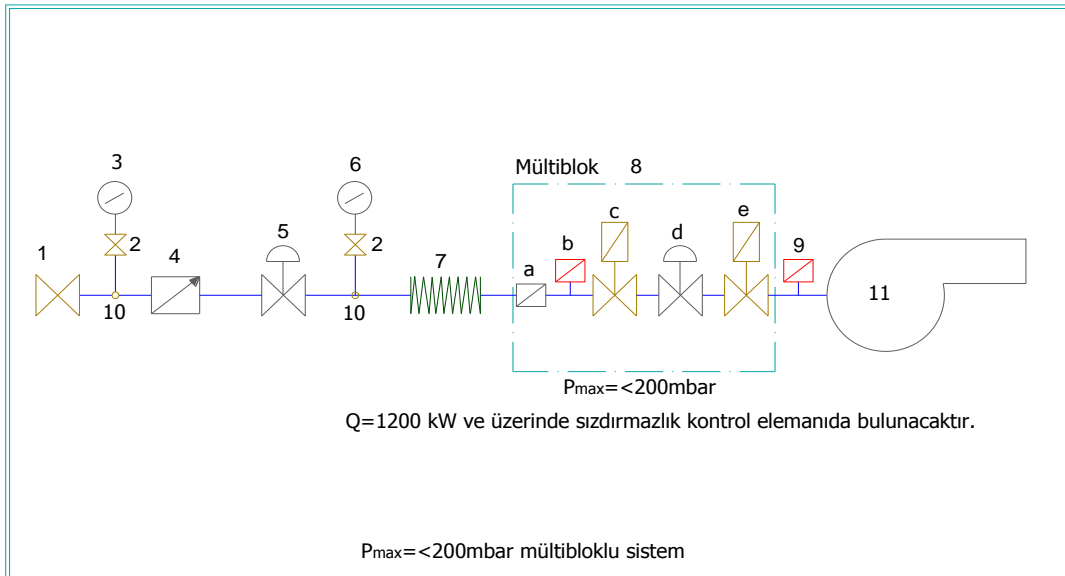 3
6
Mültiblok 8
c
e
1
2
4
5
2
7
a
b
d
9
10
10
11
Pmax=<200mbar
Q=1200 kW ve üzerinde sızdırmazlık kontrol elemanıda bulunacaktır.
Pmax=<200mbar mültibloklu sistem